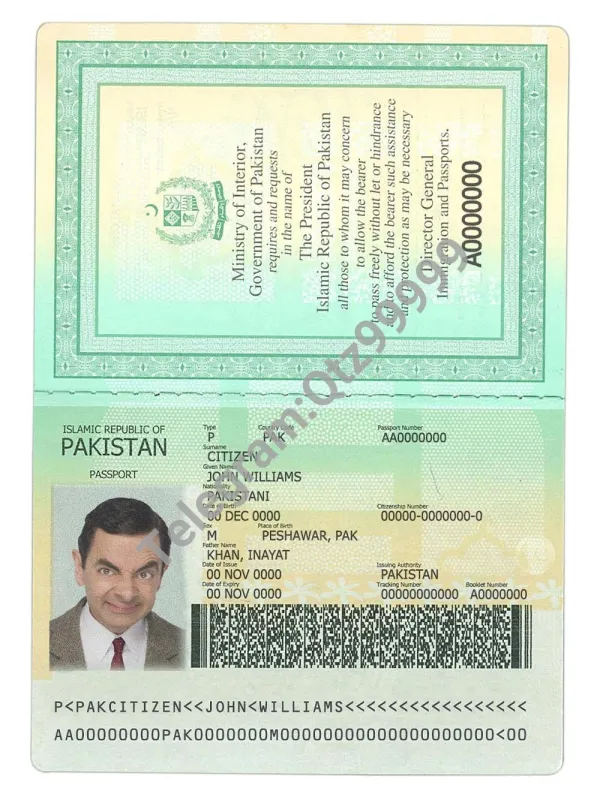 Ministry of Interior,
Government of Pakistan
requires and requests
in the name of
The President
Islamic Republic of Pakistan
all those to whom it may concern
to allow the bearer
to pass freely without let or hindrance
and to afford the bearer such assistance
and protection as may be necessary
Director General
Immigration and Passports.
A0000000
Telegram:Qtz99999
ISLAMIC REPUBLIC OF
PAKISTAN
PASSPORT
Type Country Code Passport Number
P PAK AA0000000
Surname
CITIZEN
Given Name
JOHN WILLIAMS
Nationality
PAKISTANI
Date of Birth Citizenship Number
00 DEC 0000 00000-0000000-0
Sex Place of Birth
M PESHAWAR, PAK
Father Name
KHAN, INAYAT
Date of Issue Issuing Authority
00 NOV 0000 PAKISTAN
Date of Expiry Tracking Number Booklet Number
00 NOV 0000 00000000000 A0000000
P<PAKCITIZEN<<JOHN<WILLIAMS<<<<<<<<<<<<<<<<<